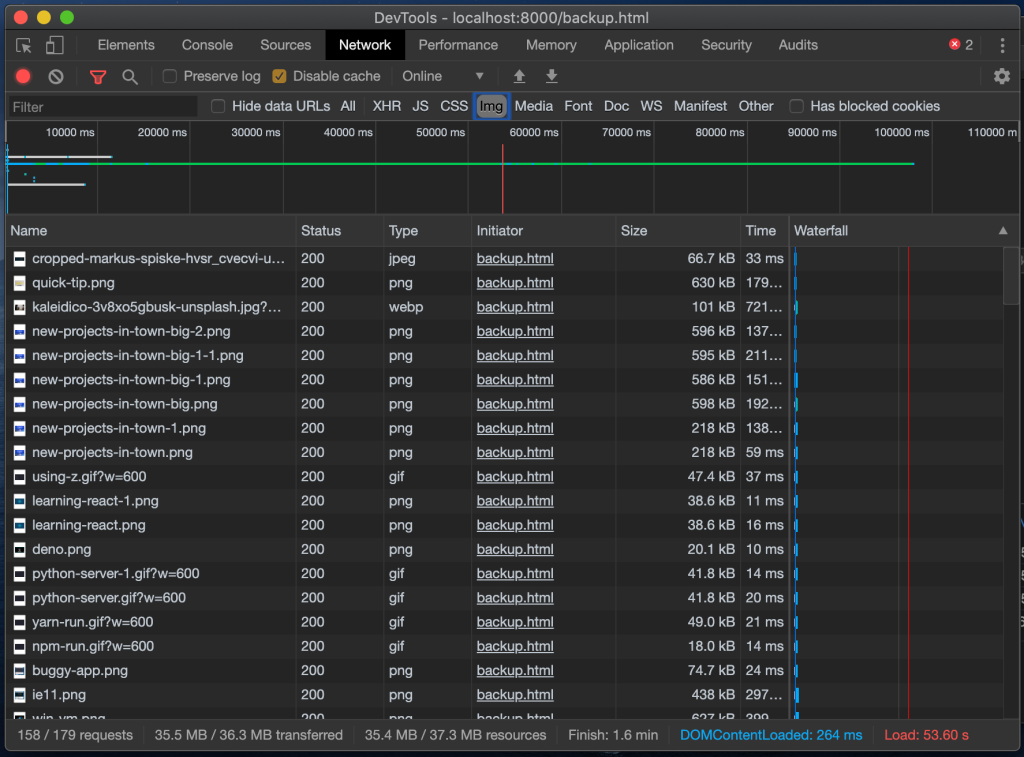 DevTools - localhost:8000/backup.html
Elements Console Sources Network Performance Memory Application Security Audits 2
Preserve log Disable cache Online
Filter Hide data URLs All XHR JS CSS Img Media Font Doc WS Manifest Other Has blocked cookies
10000 ms 20000 ms 30000 ms 40000 ms 50000 ms 60000 ms 70000 ms 80000 ms 90000 ms 100000 ms 110000 m
Name Status Type Initiator Size Time Waterfall
cropped-markus-spiske-hvsr_cvecvi-u... 200 jpeg backup.html 66.7 kB 33 ms
quick-tip.png 200 png backup.html 630 kB 179...
kaleidico-3v8xo5gbusk-unsplash.jpg?... 200 webp backup.html 101 kB 721...
new-projects-in-town-big-2.png 200 png backup.html 596 kB 137...
new-projects-in-town-big-1-1.png 200 png backup.html 595 kB 211...
new-projects-in-town-big-1.png 200 png backup.html 586 kB 151...
new-projects-in-town-big.png 200 png backup.html 598 kB 192...
new-projects-in-town-1.png 200 png backup.html 218 kB 138...
new-projects-in-town.png 200 png backup.html 218 kB 59 ms
using-z.gif?w=600 200 gif backup.html 47.4 kB 37 ms
learning-react-1.png 200 png backup.html 38.6 kB 11 ms
learning-react.png 200 png backup.html 38.6 kB 16 ms
deno.png 200 png backup.html 20.1 kB 10 ms
python-server-1.gif?w=600 200 gif backup.html 41.8 kB 14 ms
python-server.gif?w=600 200 gif backup.html 41.8 kB 20 ms
yarn-run.gif?w=600 200 gif backup.html 49.0 kB 21 ms
npm-run.gif?w=600 200 gif backup.html 18.0 kB 14 ms
buggy-app.png 200 png backup.html 74.7 kB 24 ms
ie11.png 200 png backup.html 438 kB 297...
win-vm.png 200 png backup.html 627 kB 399...
158 / 179 requests 35.5 MB / 36.3 MB transferred 35.4 MB / 37.3 MB resources Finish: 1.6 min DOMContentLoaded: 264 ms Load: 53.60 s